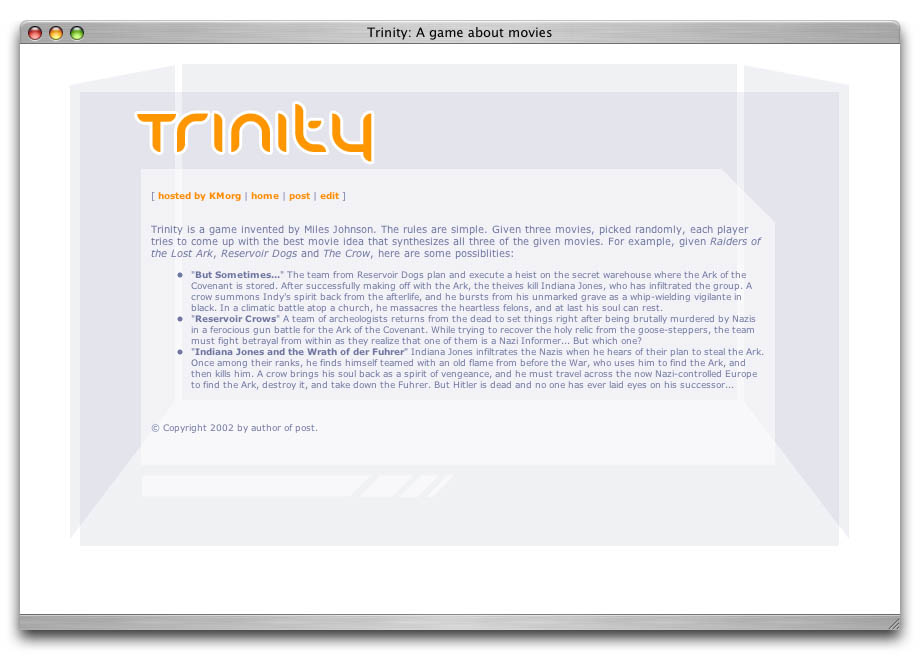 Trinity: A game about movies
Trinity
[ hosted by KMorg | home | post | edit ]
Trinity is a game invented by Miles Johnson. The rules are simple. Given three movies, picked randomly, each player
tries to come up with the best movie idea that synthesizes all three of the given movies. For example, given Raiders of
the Lost Ark, Reservoir Dogs and The Crow, here are some possiblities:
• "But Sometimes..." The team from Reservoir Dogs plan and execute a heist on the secret warehouse where the Ark of the
Covenant is stored. After successfully making off with the Ark, the theives kill Indiana Jones, who has infiltrated the group. A
crow summons Indy's spirit back from the afterlife, and he bursts from his unmarked grave as a whip-wielding vigilante in
black. In a climatic battle atop a church, he massacres the heartless felons, and at last his soul can rest.
• "Reservoir Crows" A team of archeologists returns from the dead to set things right after being brutally murdered by Nazis
in a ferocious gun battle for the Ark of the Covenant. While trying to recover the holy relic from the goose-steppers, the team
must fight betrayal from within as they realize that one of them is a Nazi Informer... But which one?
• "Indiana Jones and the Wrath of der Fuhrer" Indiana Jones infiltrates the Nazis when he hears of their plan to steal the Ark.
Once among their ranks, he finds himself teamed with an old flame from before the War, who uses him to find the Ark, and
then kills him. A crow brings his soul back as a spirit of vengeance, and he must travel across the now Nazi-controlled Europe
to find the Ark, destroy it, and take down the Fuhrer. But Hitler is dead and no one has ever laid eyes on his successor...
© Copyright 2002 by author of post.